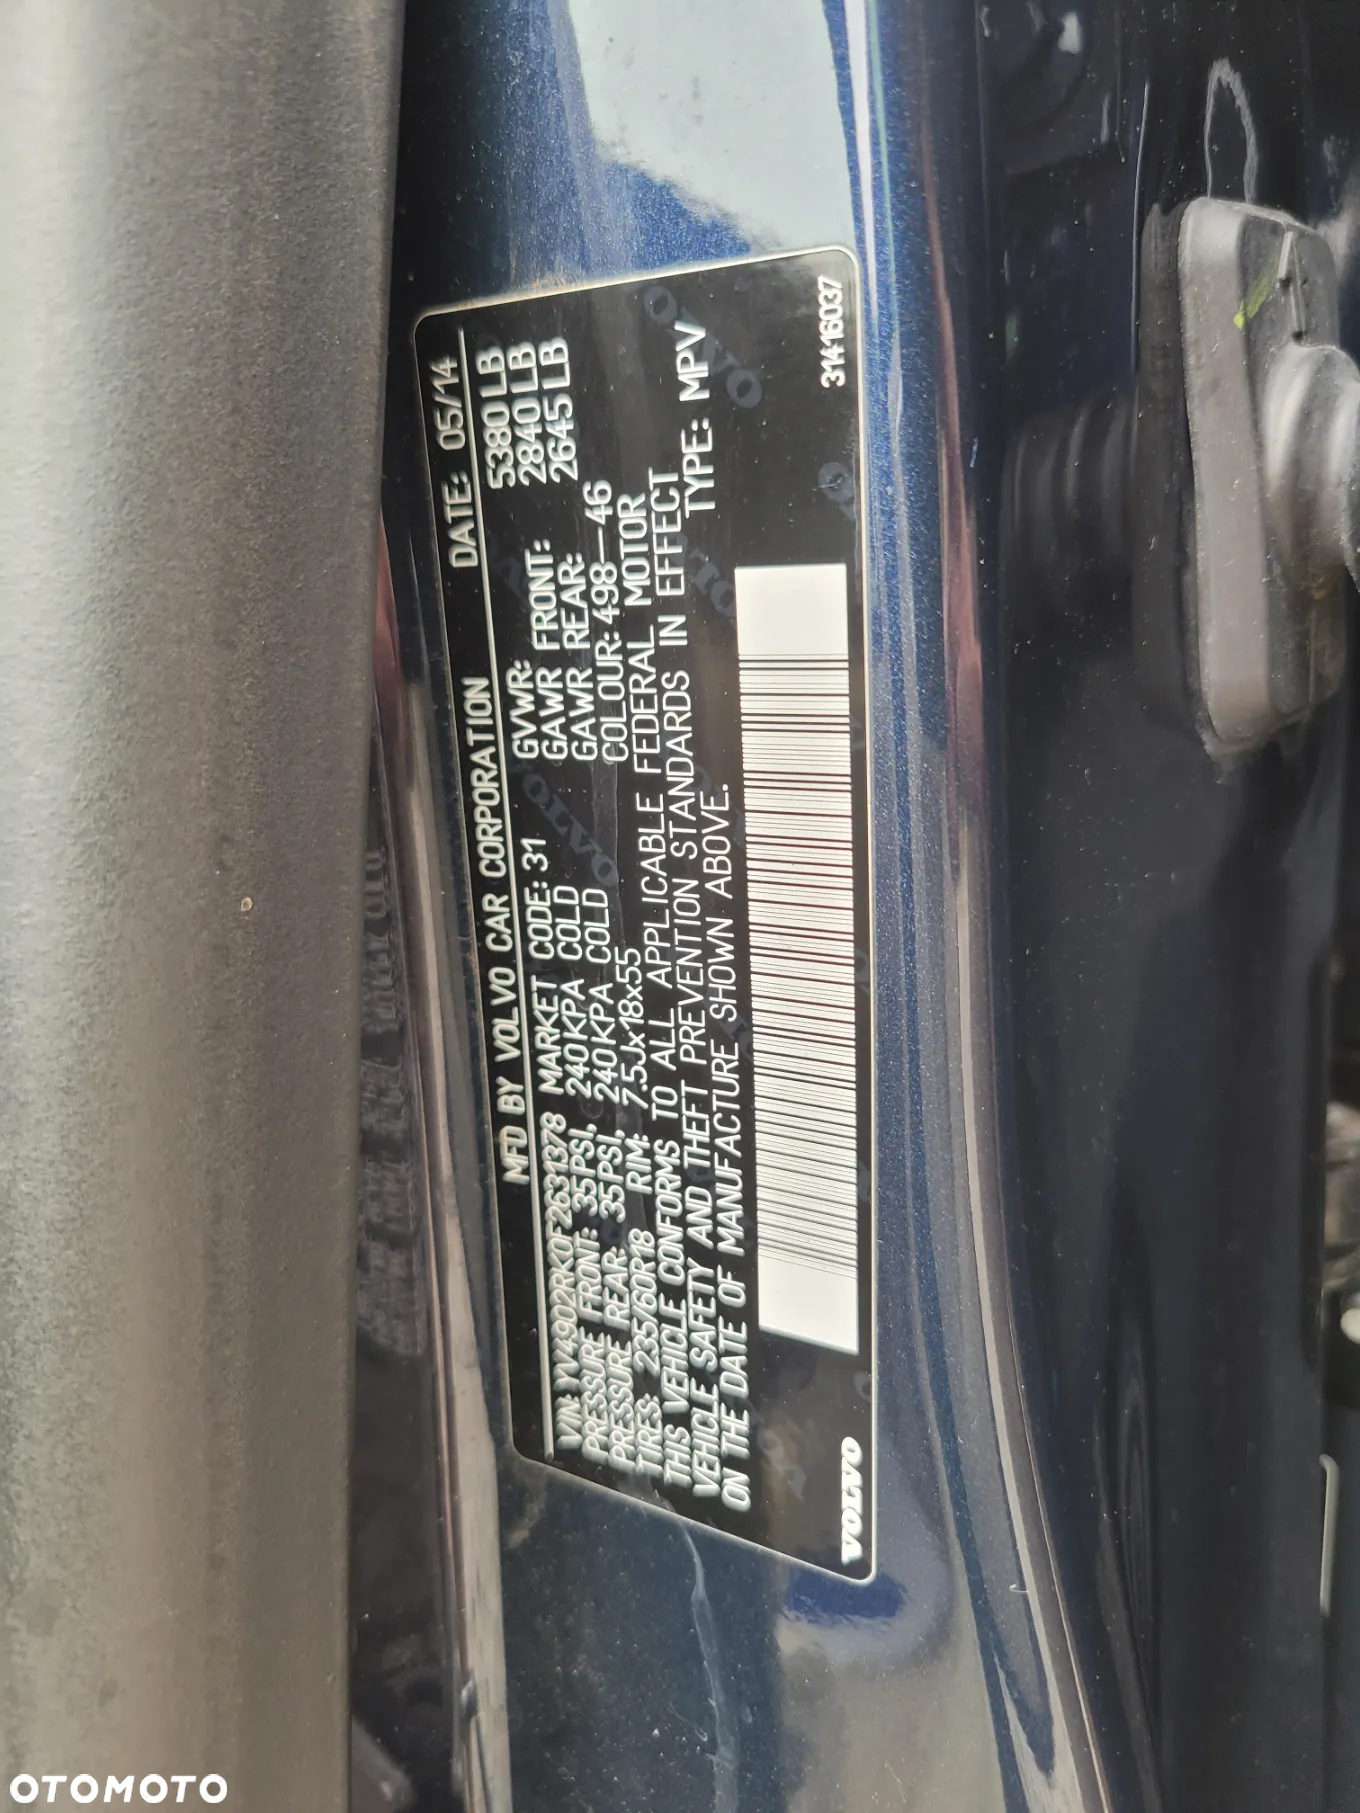 MFD BY VOLVO CAR CORPORATION DATE: 05/14
VIN: YV4902RK0F2631378 MARKET CODE: 31 GVWR: 5380 LB
PRESSURE FRONT: 35PSI, 240KPA COLD GAWR FRONT: 2840 LB
PRESSURE REAR: 35PSI, 240KPA COLD GAWR REAR: 2645 LB
TIRES: 235/60R18 RIM: 7.5Jx18x55 COLOUR: 498-46
THIS VEHICLE CONFORMS TO ALL APPLICABLE FEDERAL MOTOR
VEHICLE SAFETY AND THEFT PREVENTION STANDARDS IN EFFECT
ON THE DATE OF MANUFACTURE SHOWN ABOVE. TYPE: MPV
VOLVO 31416037
OTOMOTO